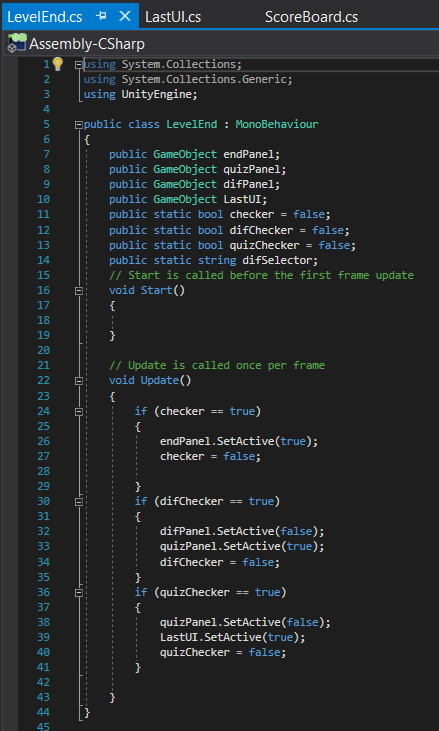 LevelEnd.cs LastUI.cs ScoreBoard.cs
Assembly-CSharp
1 using System.Collections;
2 using System.Collections.Generic;
3 using UnityEngine;
4
5 public class LevelEnd : MonoBehaviour
6 {
7 public GameObject endPanel;
8 public GameObject quizPanel;
9 public GameObject difPanel;
10 public GameObject LastUI;
11 public static bool checker = false;
12 public static bool difChecker = false;
13 public static bool quizChecker = false;
14 public static string difSelector;
15 // Start is called before the first frame update
16 void Start()
17 {
18
19 }
20
21 // Update is called once per frame
22 void Update()
23 {
24 if (checker == true)
25 {
26 endPanel.SetActive(true);
27 checker = false;
28
29 }
30 if (difChecker == true)
31 {
32 difPanel.SetActive(false);
33 quizPanel.SetActive(true);
34 difChecker = false;
35 }
36 if (quizChecker == true)
37 {
38 quizPanel.SetActive(false);
39 LastUI.SetActive(true);
40 quizChecker = false;
41 }
42
43 }
44 }
45